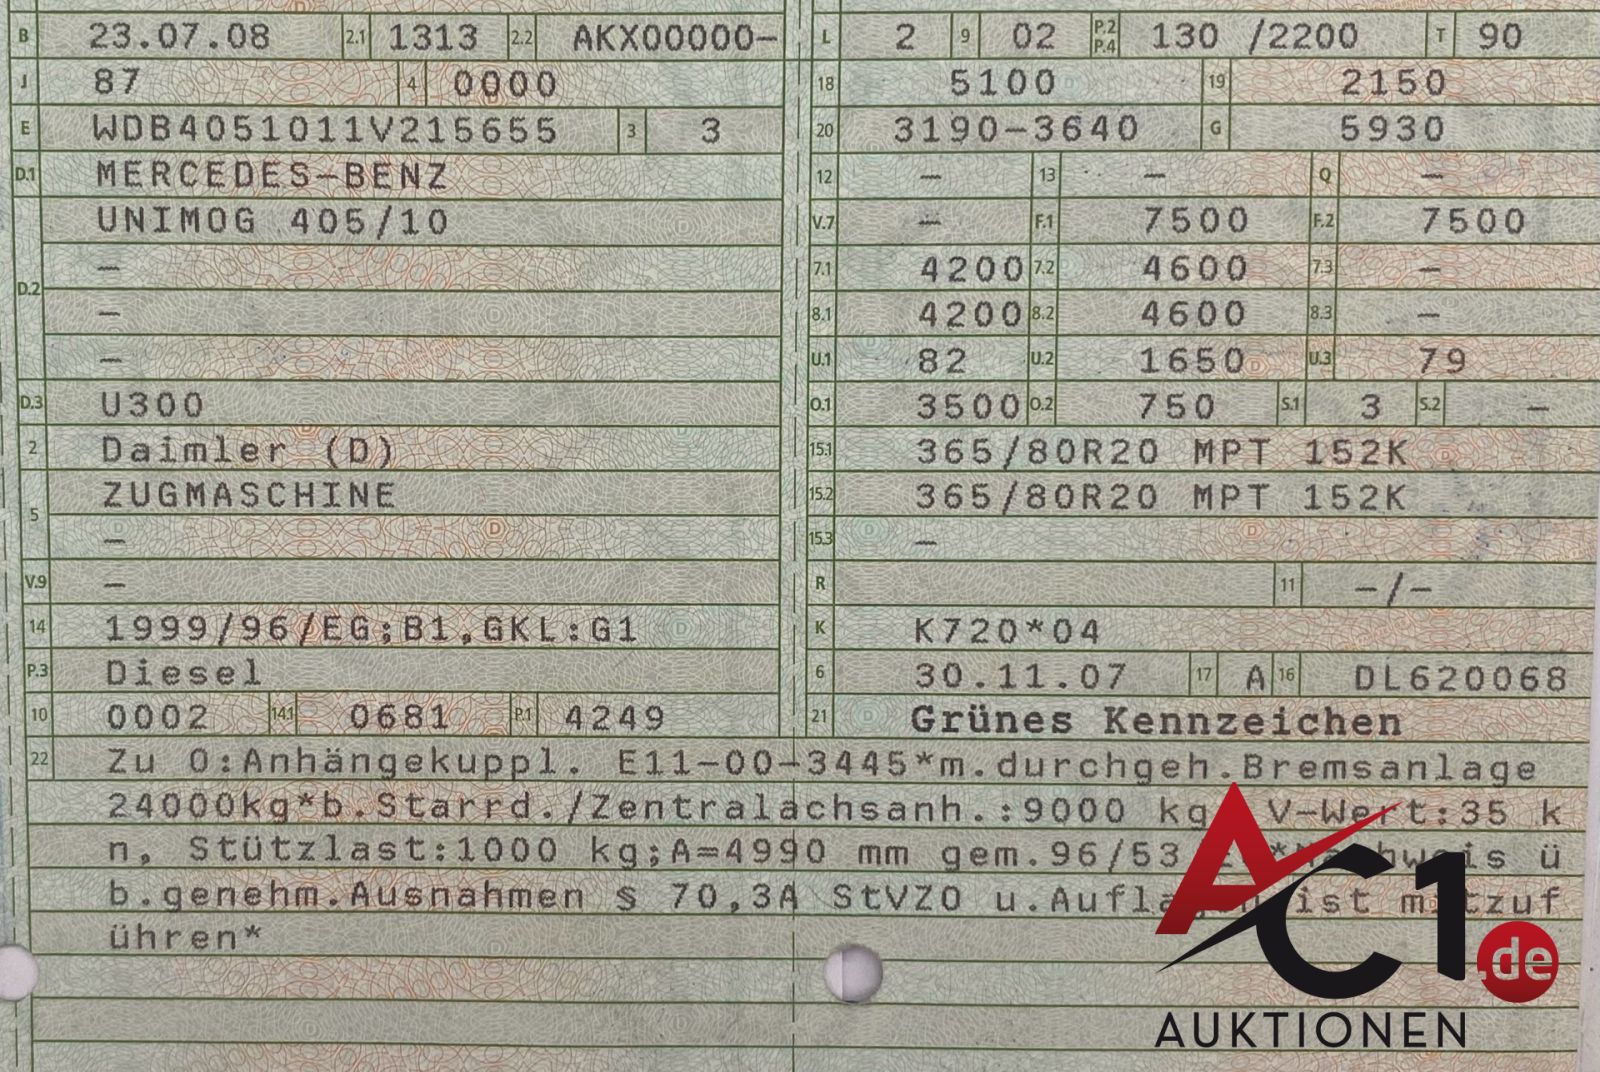 B 23.07.08 2.1 1313 2.2 AKX00000-
J 87 4 0000
E WDB4051011V215655 3 3
D.1 MERCEDES-BENZ
UNIMOG 405/10
–
D.2
–
–
D.3 U300
2 Daimler (D)
ZUGMASCHINE
5
–
V.9 –
14 1999/96/EG;B1,GKL:G1
P.3 Diesel
10 0002 14.1 0681 P.1 4249
L 2 9 02 P.2 P.4 130 /2200 T 90
18 5100 19 2150
20 3190-3640 G 5930
12 – 13 – Q –
V.7 – F.1 7500 F.2 7500
7.1 4200 7.2 4600 7.3 –
8.1 4200 8.2 4600 8.3 –
U.1 82 U.2 1650 U.3 79
O.1 3500 O.2 750 S.1 3 S.2 –
15.1 365/80R20 MPT 152K
15.2 365/80R20 MPT 152K
15.3 –
R 11 –/–
K K720*04
6 30.11.07 17 A 16 DL620068
21 Grünes Kennzeichen
22 Zu O:Anhängekuppl. E11-00-3445*m.durchgeh.Bremsanlage
24000kg*b.Starrd./Zentralachsanh.:9000 kg V-Wert:35 k
n, Stützlast:1000 kg;A=4990 mm gem.96/53 ü
b.genehm.Ausnahmen § 70,3A StVZO u.Auflagen ist mitzuf
ühren*
AC1.de
AUKTIONEN